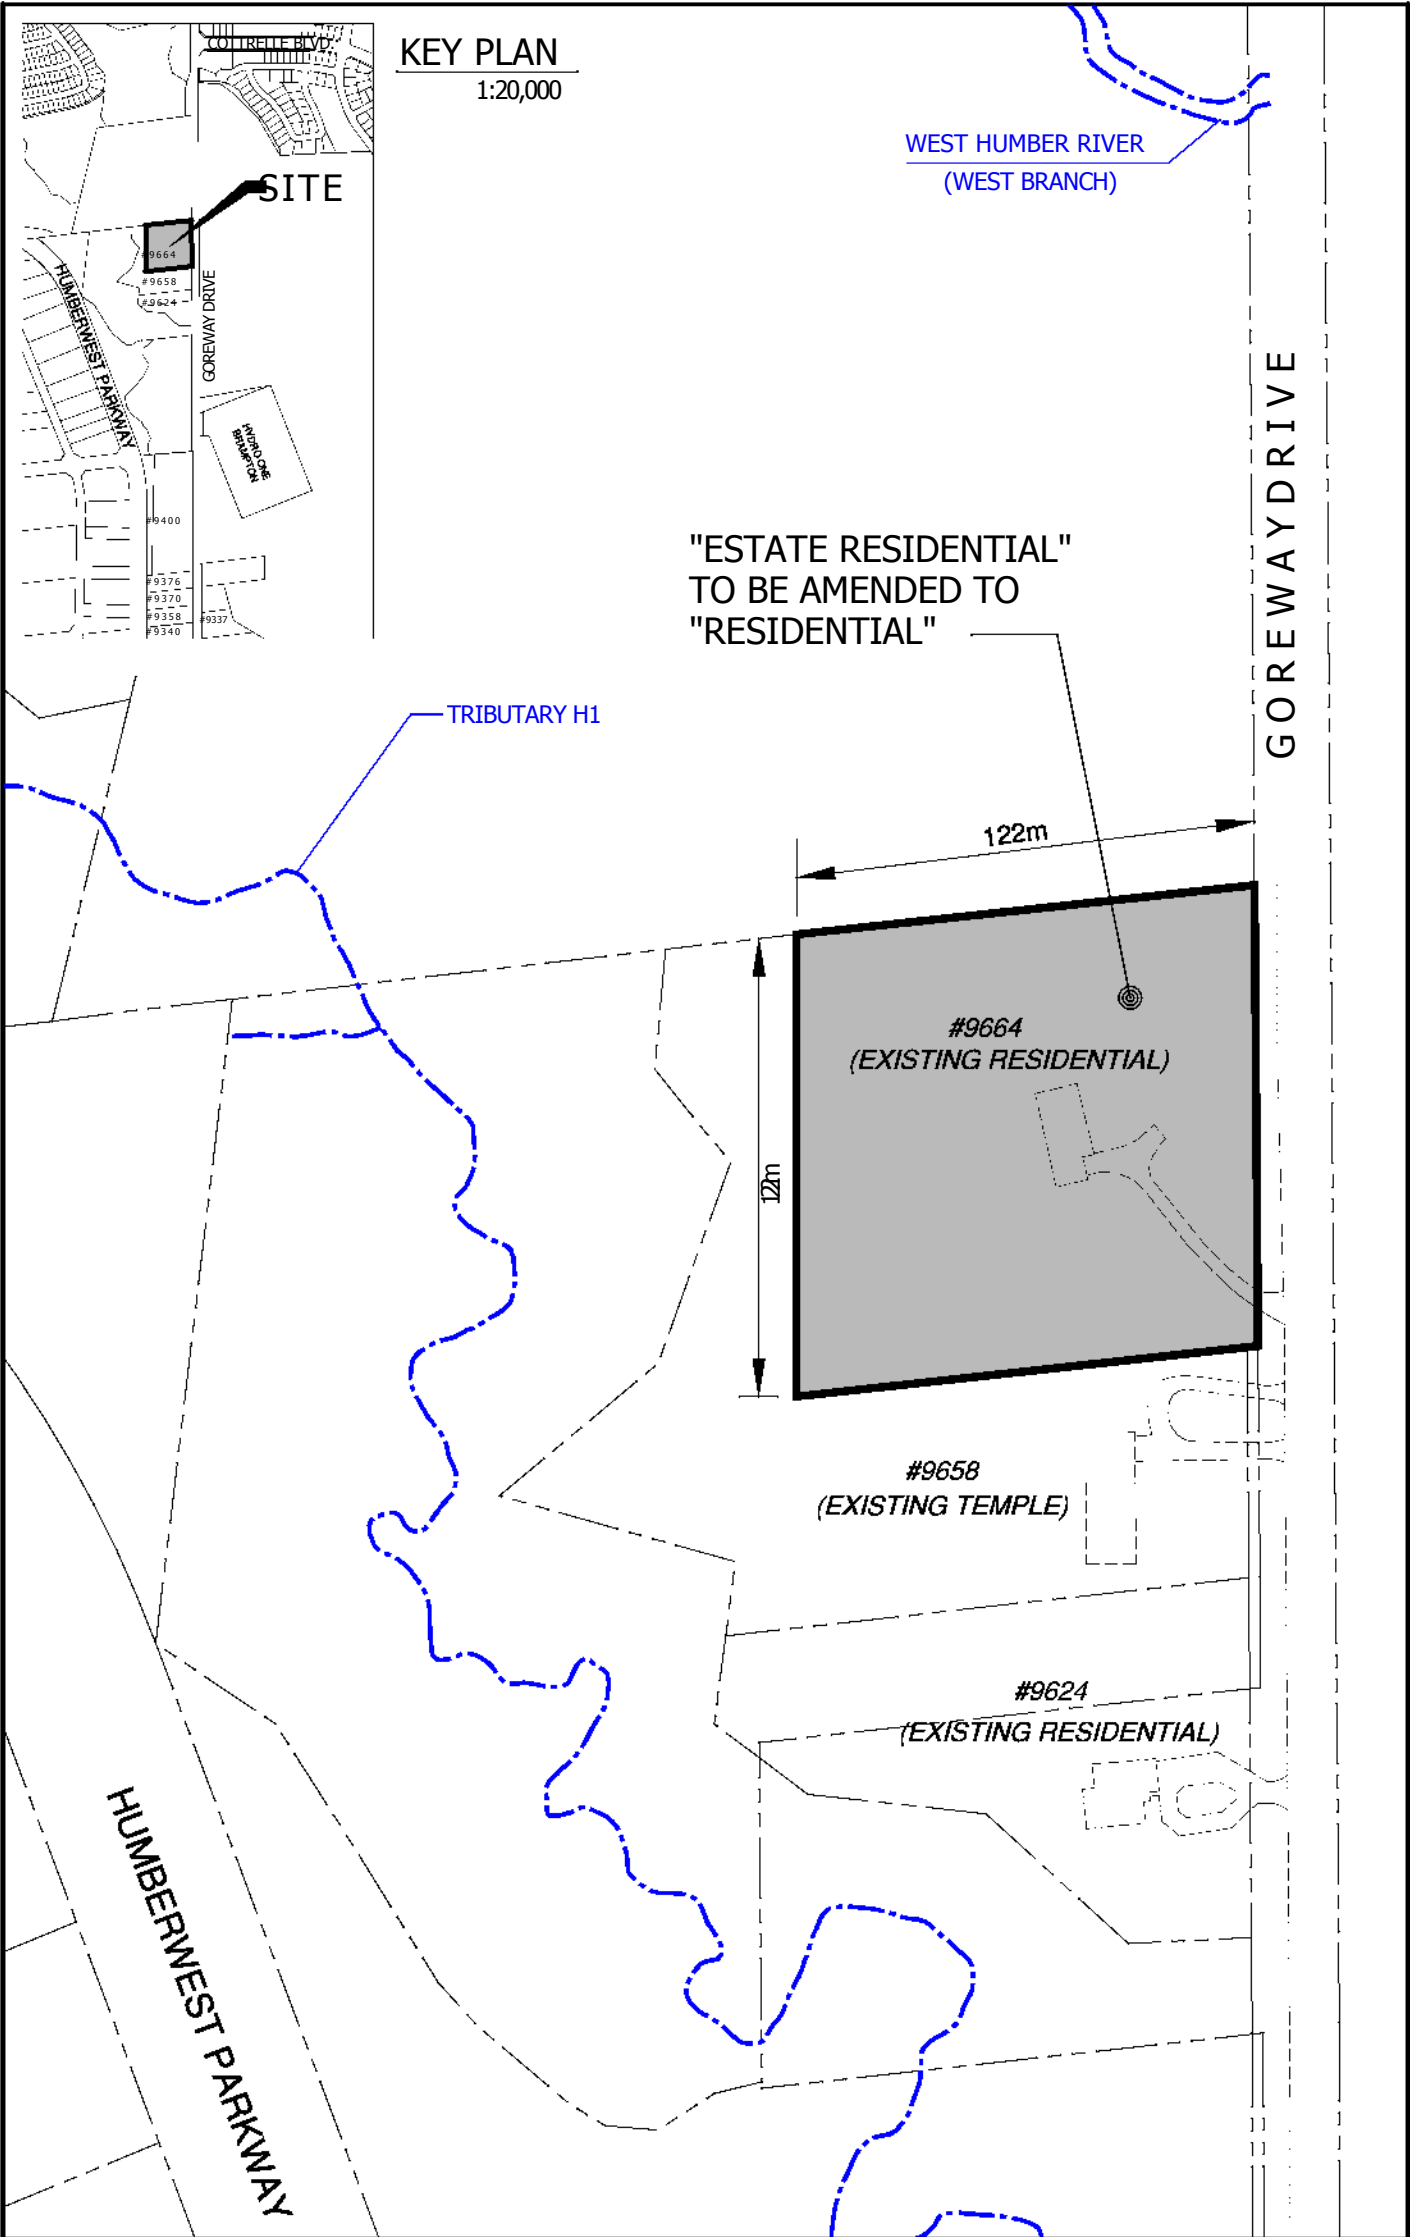 KEY PLAN
1:20,000
COTTRELLE BLVD
SITE
#9664
#9658
#9624
HUMBERWEST PARKWAY
GOREWAY DRIVE
HYDRO ONE
BRAMPTON
#9400
#9376
#9370
#9358
#9337
#9340
WEST HUMBER RIVER
(WEST BRANCH)
GOREWAYDRIVE
"ESTATE RESIDENTIAL"
TO BE AMENDED TO
"RESIDENTIAL"
TRIBUTARY H1
122m
#9664
(EXISTING RESIDENTIAL)
122m
#9658
(EXISTING TEMPLE)
#9624
(EXISTING RESIDENTIAL)
HUMBERWEST PARKWAY